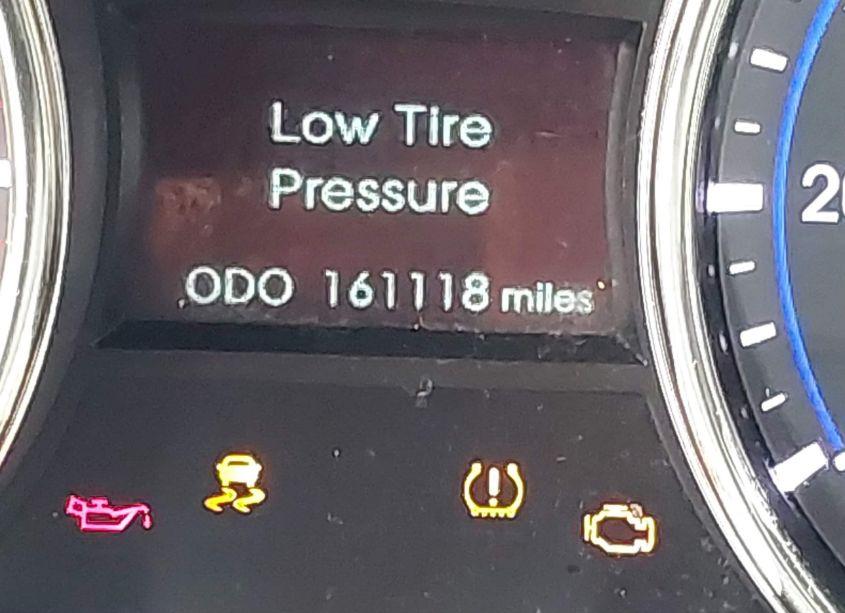 Low Tire
Pressure
ODO 161118 miles